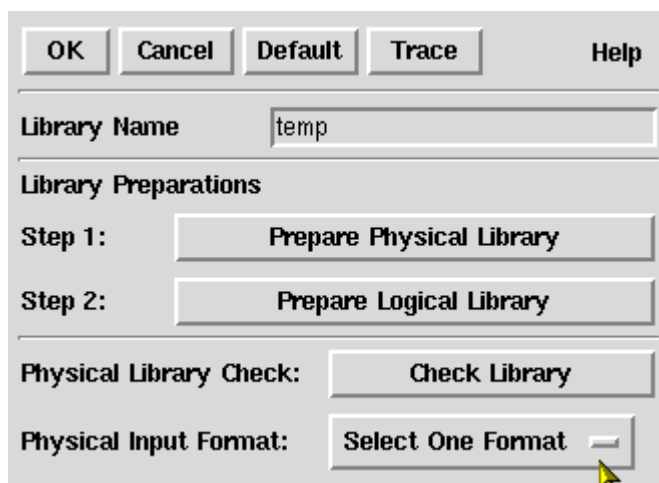 OK Cancel Default Trace Help
Library Name temp
Library Preparations
Step 1: Prepare Physical Library
Step 2: Prepare Logical Library
Physical Library Check: Check Library
Physical Input Format: Select One Format